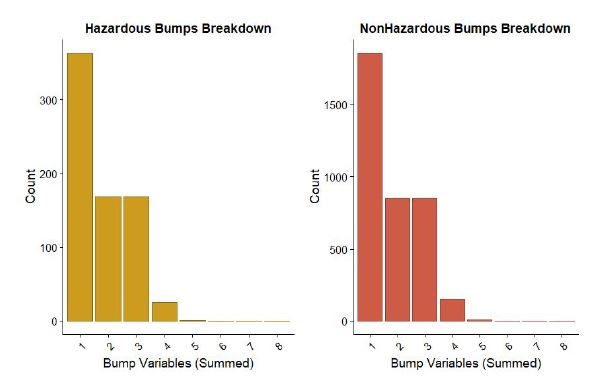 Hazardous Bumps Breakdown
300
200
100
0
Count
1 2 3 4 5 6 7 8
Bump Variables (Summed)
NonHazardous Bumps Breakdown
1500
1000
500
0
Count
1 2 3 4 5 6 7 8
Bump Variables (Summed)